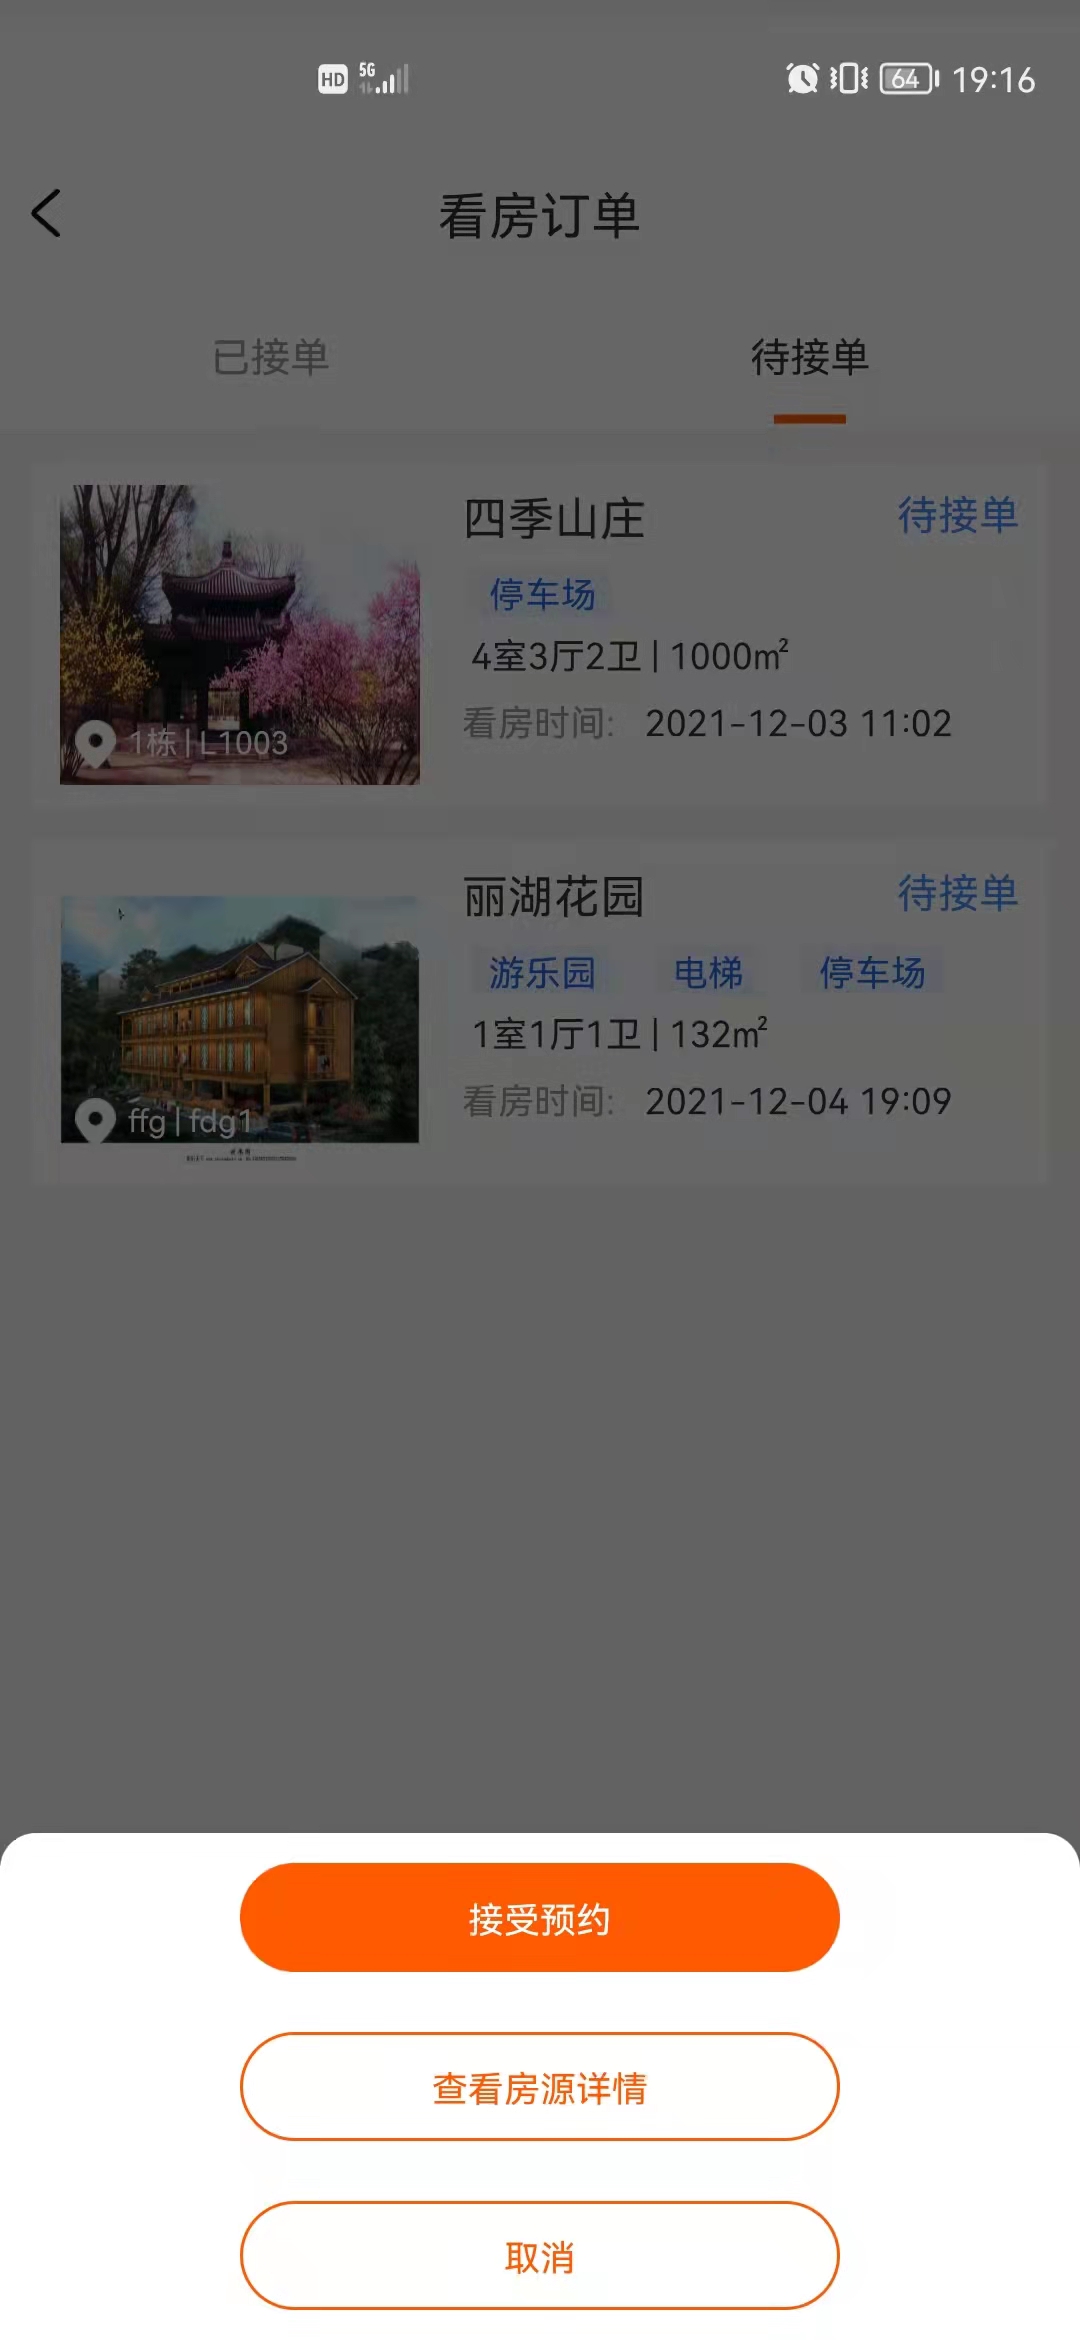 HD 5G 64 19:16
看房订单
已接单 待接单
四季山庄 待接单
停车场
4室3厅2卫 | 1000㎡
看房时间: 2021-12-03 11:02
1栋 | L1003
丽湖花园 待接单
游乐园 电梯 停车场
1室1厅1卫 | 132㎡
看房时间: 2021-12-04 19:09
ffg | fdg1
接受预约
查看房源详情
取消